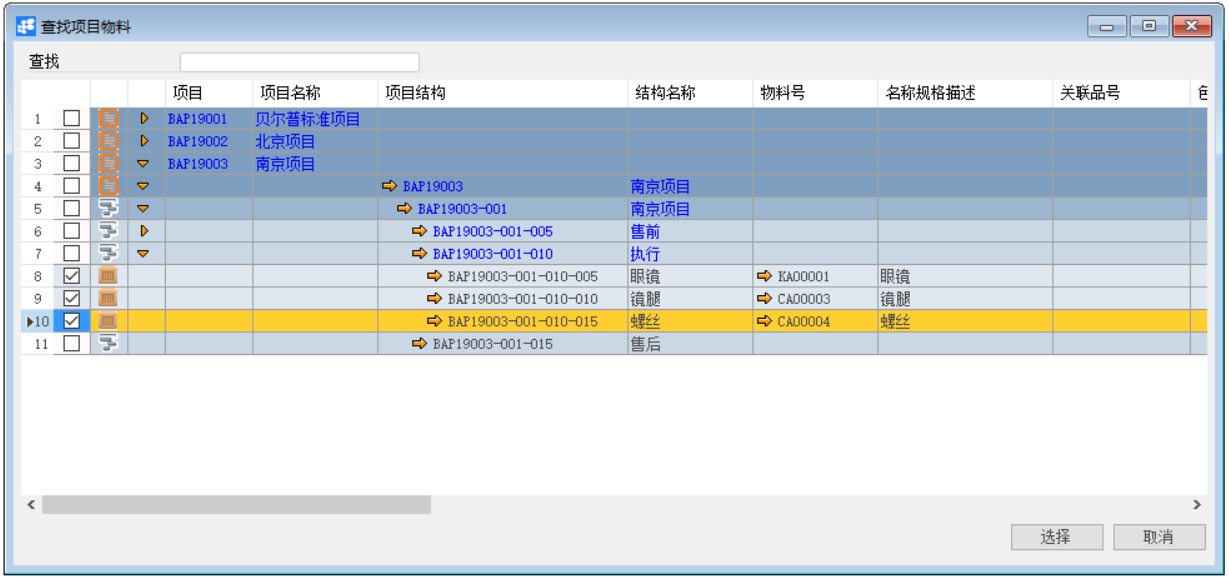 查找项目物料
查找
项目 项目名称 项目结构 结构名称 物料号 名称规格描述 关联品号
1 BAP19001 贝尔普标准项目
2 BAP19002 北京项目
3 BAP19003 南京项目
4 BAP19003 南京项目
5 BAP19003-001 南京项目
6 BAP19003-001-005 售前
7 BAP19003-001-010 执行
8 BAP19003-001-010-005 眼镜 KA00001 眼镜
9 BAP19003-001-010-010 镜腿 CA00003 镜腿
10 BAP19003-001-010-015 螺丝 CA00004 螺丝
11 BAP19003-001-015 售后
选择 取消